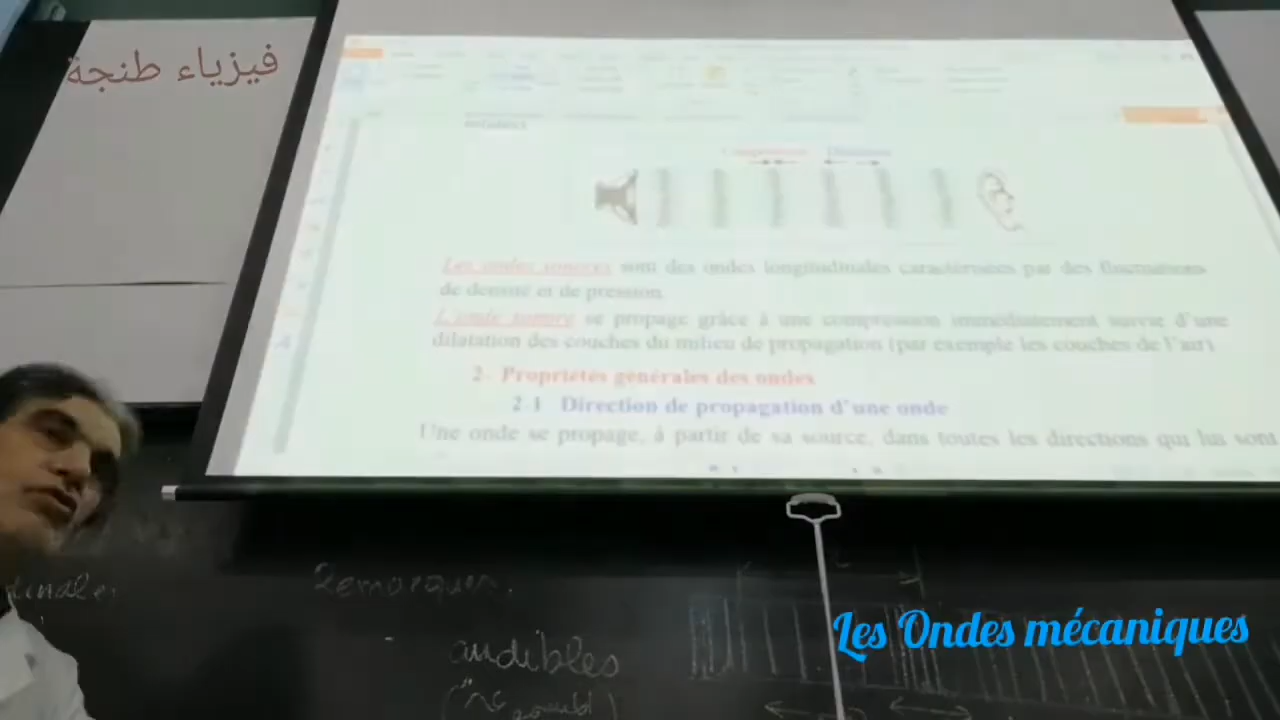 فيزياء طنجة
Compression Dilatation
Les ondes sonores sont des ondes longitudinales caractérisées par des fluctuations
de densité et de pression.
L'onde sonore se propage grâce à une compression immédiatement suivie d'une
dilatation des couches du milieu de propagation (par exemple les couches de l'air)
2- Propriétés générales des ondes
2.1 Direction de propagation d'une onde
Une onde se propage, à partir de sa source, dans toutes les directions qui lui sont
Remarques.
audibles
Les Ondes mécaniques